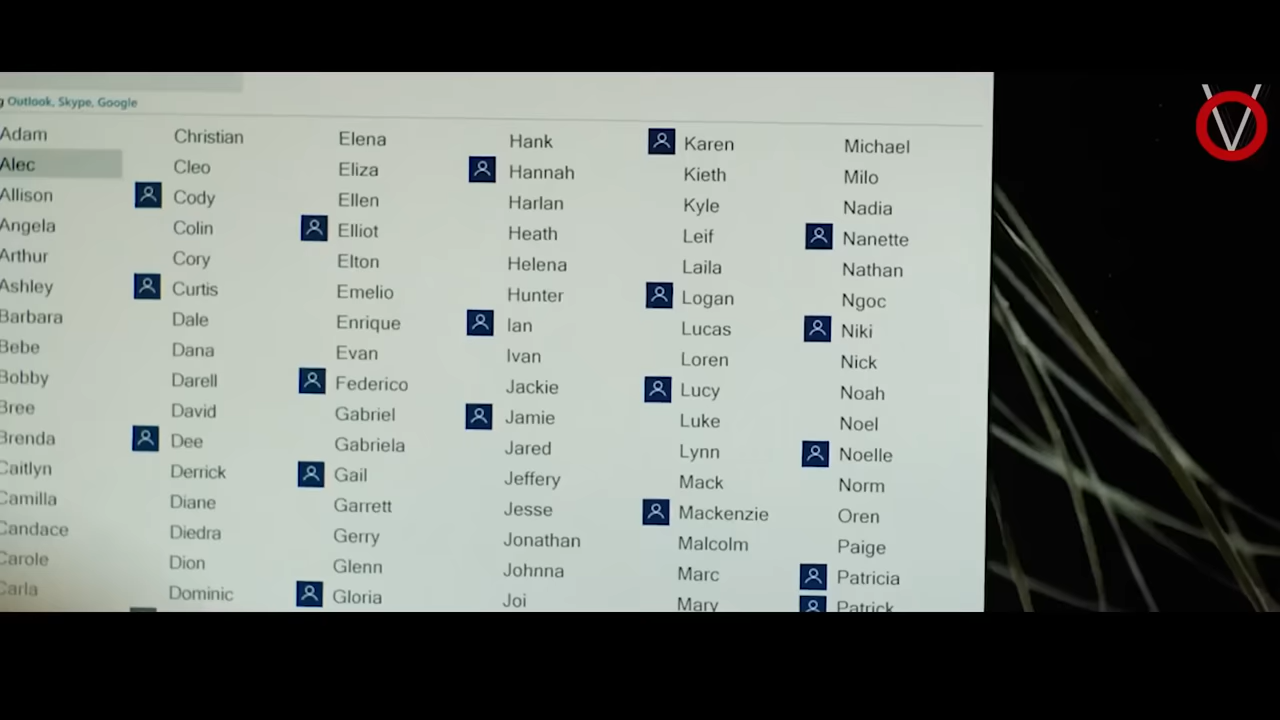 g Outlook, Skype, Google
Adam Christian Elena Hank Karen Michael
Alec Cleo Eliza Hannah Kieth Milo
Allison Cody Ellen Harlan Kyle Nadia
Angela Colin Elliot Heath Leif Nanette
Arthur Cory Elton Helena Laila Nathan
Ashley Curtis Emelio Hunter Logan Ngoc
Barbara Dale Enrique Ian Lucas Niki
Bebe Dana Evan Ivan Loren Nick
Bobby Darell Federico Jackie Lucy Noah
Bree David Gabriel Jamie Luke Noel
Brenda Dee Gabriela Jared Lynn Noelle
Caitlyn Derrick Gail Jeffery Mack Norm
Camilla Diane Garrett Jesse Mackenzie Oren
Candace Diedra Gerry Jonathan Malcolm Paige
Carole Dion Glenn Johnna Marc Patricia
Carla Dominic Gloria Joi Mary Patrick
V